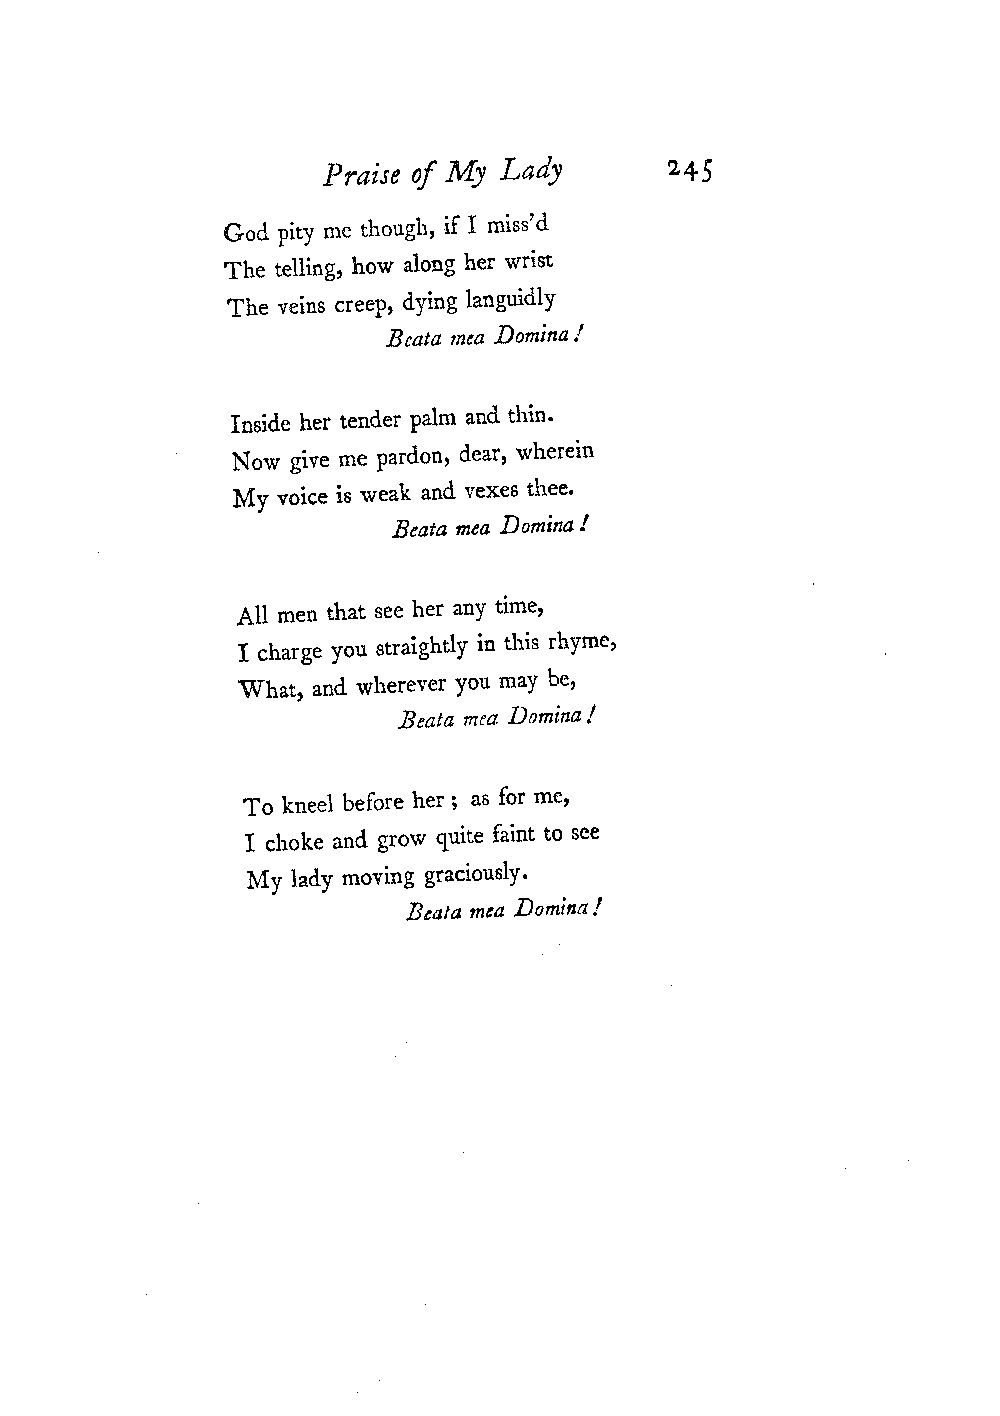 Praise of My Lady 245
God pity me though, if I miss'd
The telling, how along her wrist
The veins creep, dying languidly
Beata mea Domina!
Inside her tender palm and thin.
Now give me pardon, dear, wherein
My voice is weak and vexes thee.
Beata mea Domina!
All men that see her any time,
I charge you straightly in this rhyme,
What, and wherever you may be,
Beata mea Domina!
To kneel before her; as for me,
I choke and grow quite faint to see
My lady moving graciously.
Beata mea Domina!